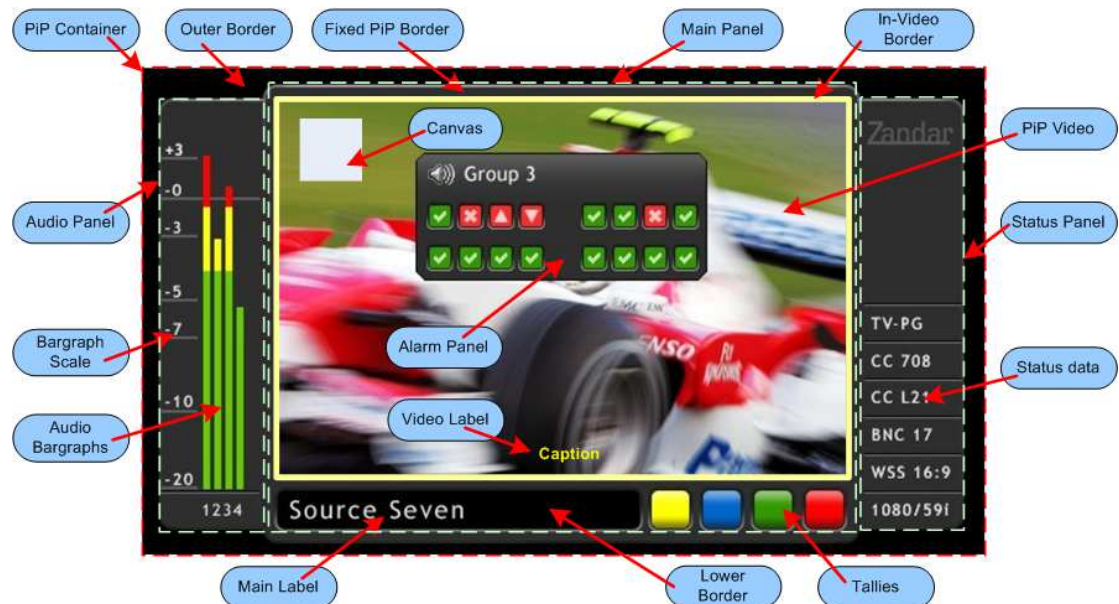 PiP Container
Outer Border
Fixed PiP Border
Main Panel
In-Video
Border
Canvas
Zandar
PiP Video
+3
Group 3
-0
Audio Panel
-3
Status Panel
-5
TV-PG
-7
Bargraph
Scale
Alarm Panel
ENSO
CC 708
Status data
CC L21
-10
Audio
Bargraphs
Video Label
BNC 17
Caption
WSS 16:9
-20
1234
Source Seven
1080/59i
Main Label
Lower
Border
Tallies